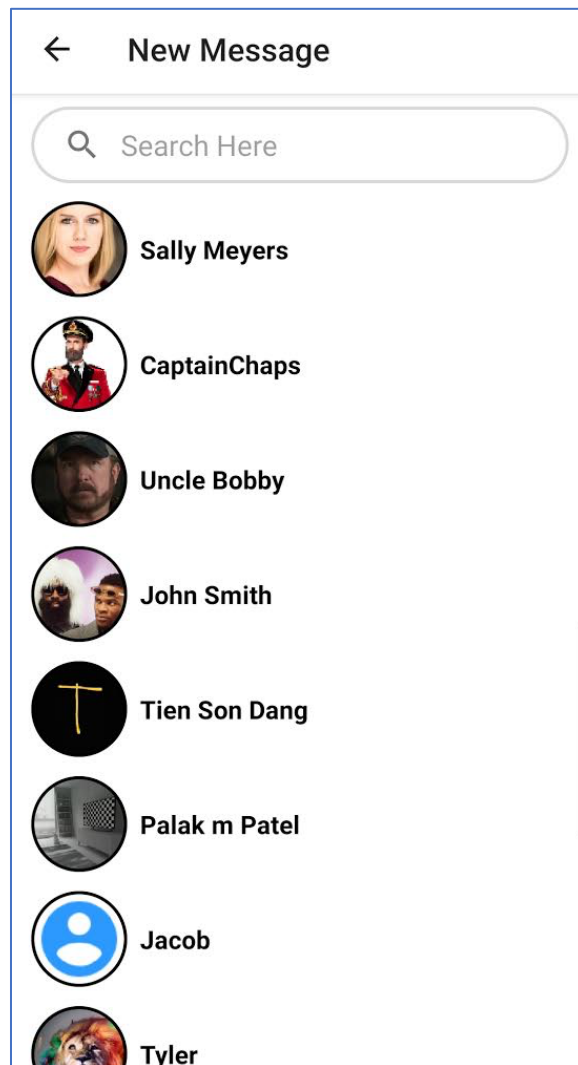 New Message
Search Here
Sally Meyers
CaptainChaps
Uncle Bobby
John Smith
Tien Son Dang
Palak m Patel
Jacob
Tyler